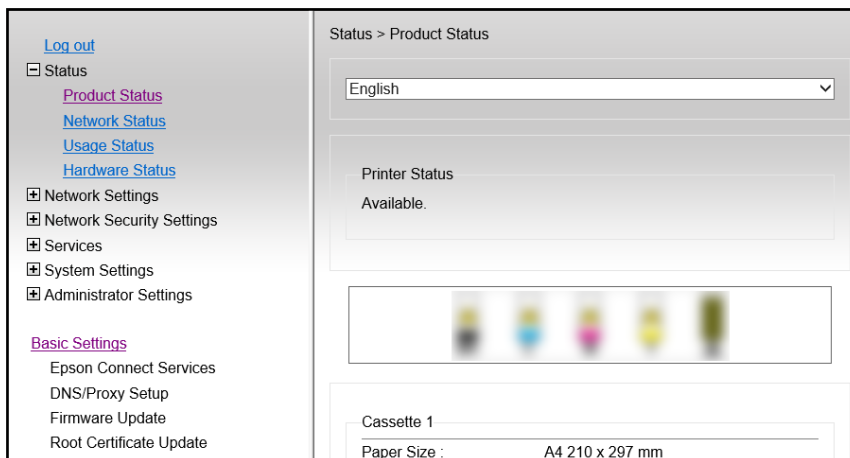 Log out
Status
Product Status
Network Status
Usage Status
Hardware Status
Network Settings
Network Security Settings
Services
System Settings
Administrator Settings
Basic Settings
Epson Connect Services
DNS/Proxy Setup
Firmware Update
Root Certificate Update
Status > Product Status
English
Printer Status
Available.
Cassette 1
Paper Size : A4 210 x 297 mm